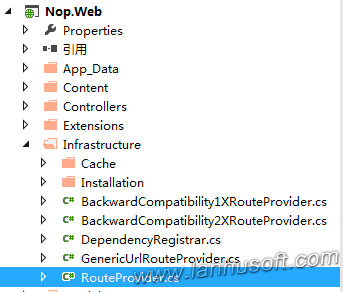 Nop.Web
Properties
引用
App_Data
Content
Controllers
Extensions
Infrastructure
Cache
Installation
C# BackwardCompatibility1XRouteProvider.cs
C# BackwardCompatibility2XRouteProvider.cs
C# DependencyRegistrar.cs
C# GenericUrlRouteProvider.cs
C# RouteProvider.cs
www.lanhusoft.com